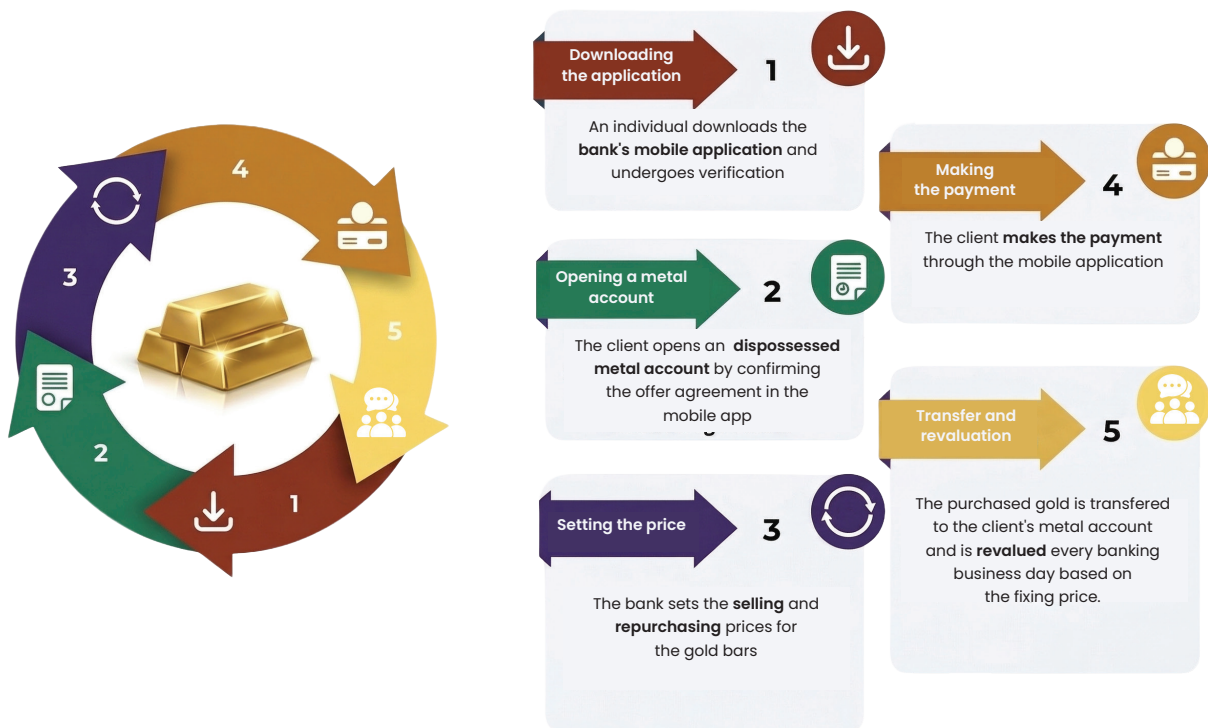 4
3
5
2
1
Downloading
the application
1
An individual downloads the
bank's mobile application and
undergoes verification
Opening a metal
account
2
The client opens an dispossessed
metal account by confirming
the offer agreement in the
mobile app
Setting the price
3
The bank sets the selling and
repurchasing prices for
the gold bars
Making
the payment
4
The client makes the payment
through the mobile application
Transfer and
revaluation
5
The purchased gold is transfered
to the client's metal account
and is revalued every banking
business day based on
the fixing price.